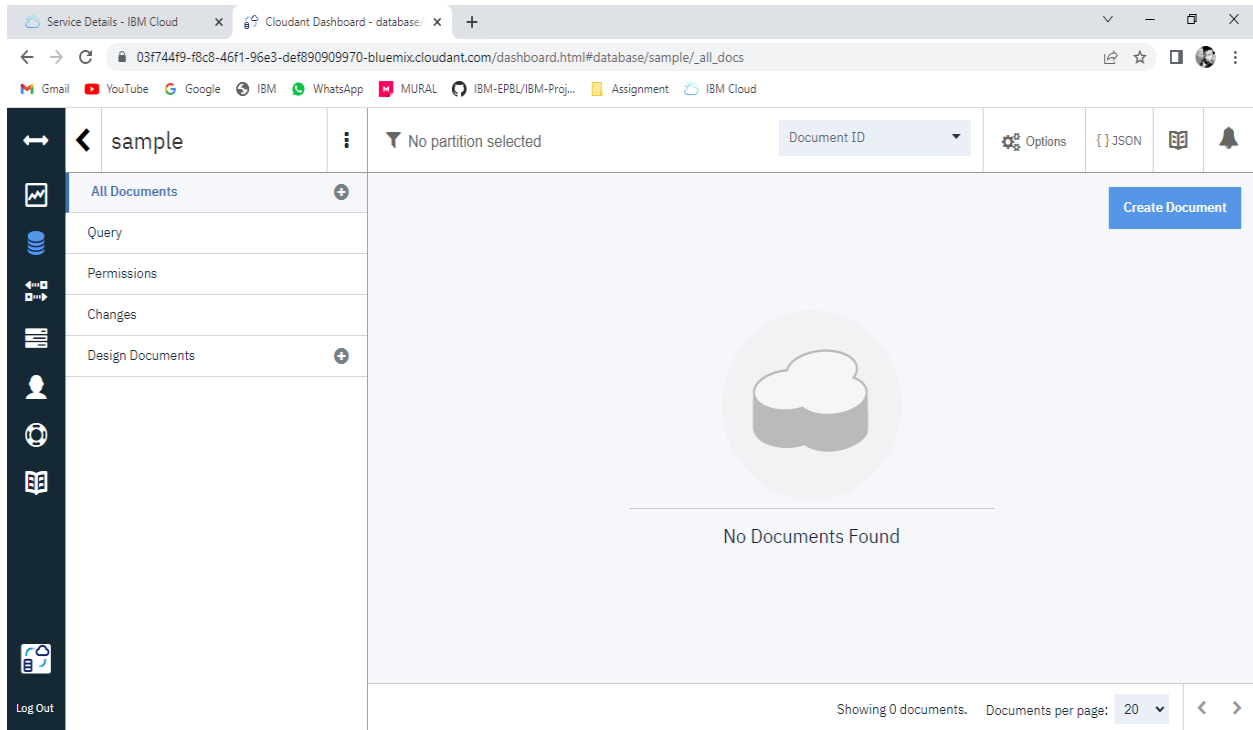 Service Details - IBM Cloud
Cloudant Dashboard - database/
03f744f9-f8c8-46f1-96e3-def890909970-bluemix.cloudant.com/dashboard.html#database/sample/_all_docs
Gmail YouTube Google IBM WhatsApp MURAL IBM-EPBL/IBM-Proj... Assignment IBM Cloud
sample
No partition selected
Document ID
Options
{ } JSON
All Documents
Create Document
Query
Permissions
Changes
Design Documents
No Documents Found
Log Out
Showing 0 documents. Documents per page: 20